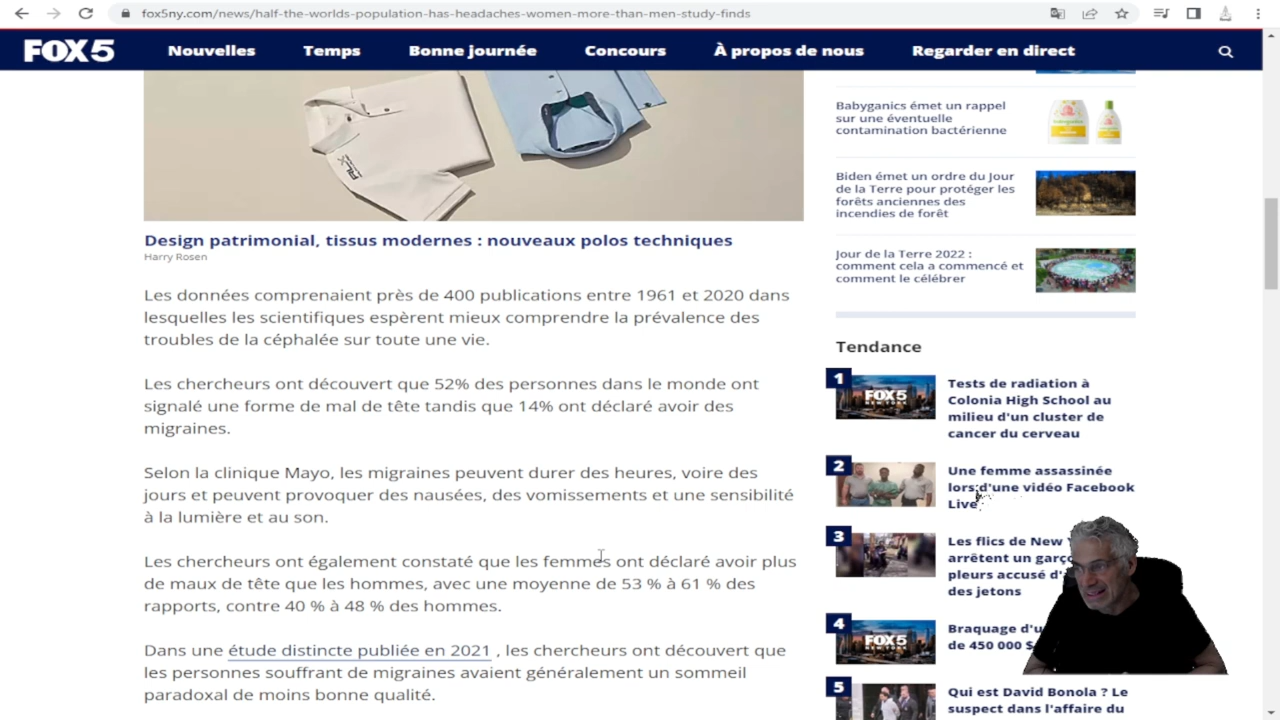 fox5ny.com/news/half-the-worlds-population-has-headaches-women-more-than-men-study-finds
FOX 5
Nouvelles
Temps
Bonne journée
Concours
À propos de nous
Regarder en direct
Design patrimonial, tissus modernes : nouveaux polos techniques
Harry Rosen
Les données comprenaient près de 400 publications entre 1961 et 2020 dans
lesquelles les scientifiques espèrent mieux comprendre la prévalence des
troubles de la céphalée sur toute une vie.
Les chercheurs ont découvert que 52% des personnes dans le monde ont
signalé une forme de mal de tête tandis que 14% ont déclaré avoir des
migraines.
Selon la clinique Mayo, les migraines peuvent durer des heures, voire des
jours et peuvent provoquer des nausées, des vomissements et une sensibilité
à la lumière et au son.
Les chercheurs ont également constaté que les femmes ont déclaré avoir plus
de maux de tête que les hommes, avec une moyenne de 53 % à 61 % des
rapports, contre 40 % à 48 % des hommes.
Dans une étude distincte publiée en 2021 , les chercheurs ont découvert que
les personnes souffrant de migraines avaient généralement un sommeil
paradoxal de moins bonne qualité.
Babyganics émet un rappel
sur une éventuelle
contamination bactérienne
Biden émet un ordre du Jour
de la Terre pour protéger les
forêts anciennes des
incendies de forêt
Jour de la Terre 2022 :
comment cela a commencé et
comment le célébrer
Tendance
1
FOX 5
Tests de radiation à
Colonia High School au
milieu d'un cluster de
cancer du cerveau
2
Une femme assassinée
lors d'une vidéo Facebook
Live
3
Les flics de New
arrêtent un garço
pleurs accusé d'
des jetons
4
FOX 5
Braquage d'u
de 450 000 $
5
Qui est David Bonola ? Le
suspect dans l'affaire du